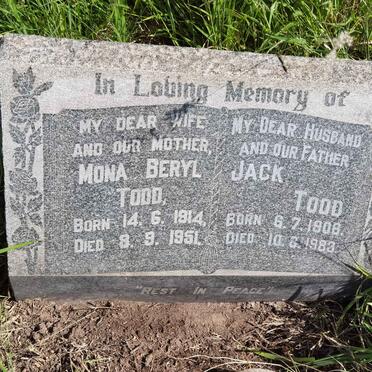 In Loving Memory of
MY DEAR WIFE
AND OUR MOTHER,
MONA BERYL
TODD,
BORN 14.6.1914,
DIED 8.9.1951.
MY DEAR HUSBAND
AND OUR FATHER
JACK
TODD
BORN 6.7.1908,
DIED 10.6.1983.
"REST IN PEACE"